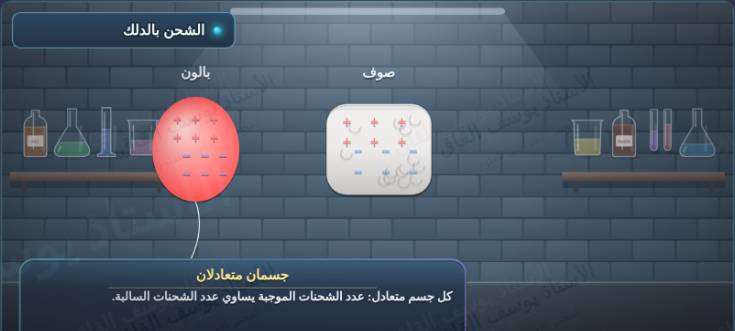 الشحن بالدلك
صوف
بالون
جسمان متعادلان
كل جسم متعادل: عدد الشحنات الموجبة يساوي عدد الشحنات السالبة.